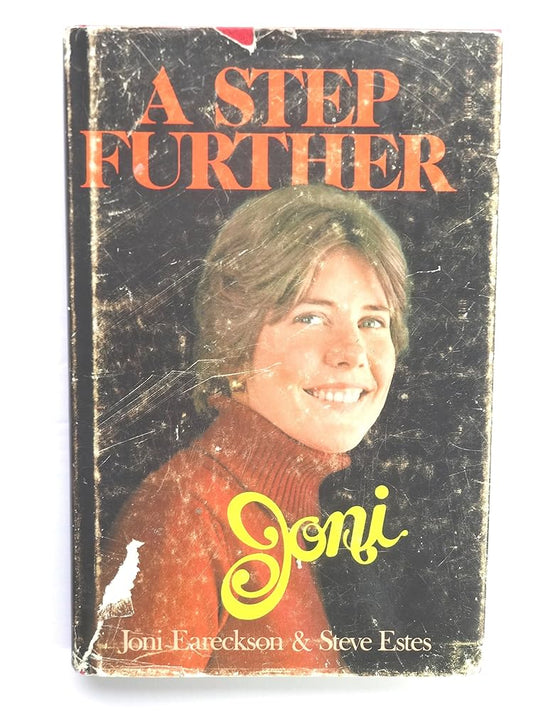 A STEP
FURTHER
Joni
Joni Eareckson & Steve Estes